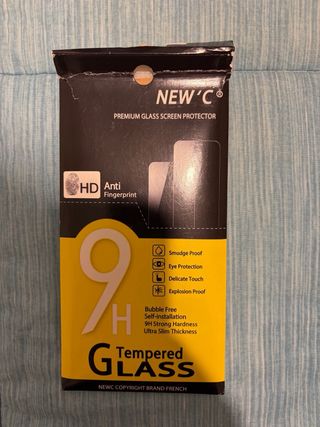 NEW'C®
PREMIUM GLASS SCREEN PROTECTOR
HD Anti
Fingerprint
Smudge Proof
Eye Protection
Delicate Touch
Explosion Proof
9H
Bubble Free
Self-installation
9H Strong Hardness
Ultra Slim Thickness
Tempered
GLASS
NEWC COPYRIGHT BRAND-FRENCH